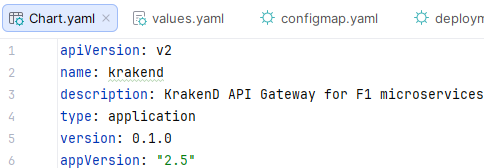 Chart.yaml values.yaml configmap.yaml deploym
1 apiVersion: v2
2 name: krakend
3 description: KrakenD API Gateway for F1 microservices
4 type: application
5 version: 0.1.0
6 appVersion: "2.5"